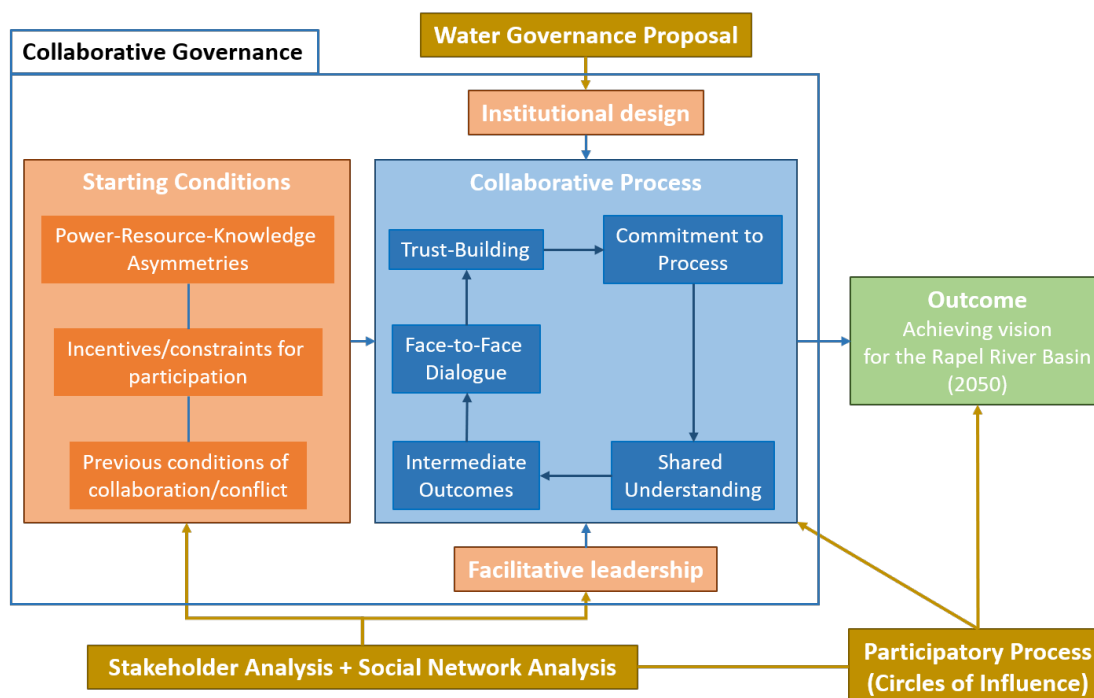 Water Governance Proposal
Collaborative Governance
Institutional design
Starting Conditions
Power-Resource-Knowledge
Asymmetries
Incentives/constraints for
participation
Previous conditions of
collaboration/conflict
Collaborative Process
Trust-Building
Commitment to
Process
Face-to-Face
Dialogue
Intermediate
Outcomes
Shared
Understanding
Outcome
Achieving vision
for the Rapel River Basin
(2050)
Facilitative leadership
Stakeholder Analysis + Social Network Analysis
Participatory Process
(Circles of Influence)